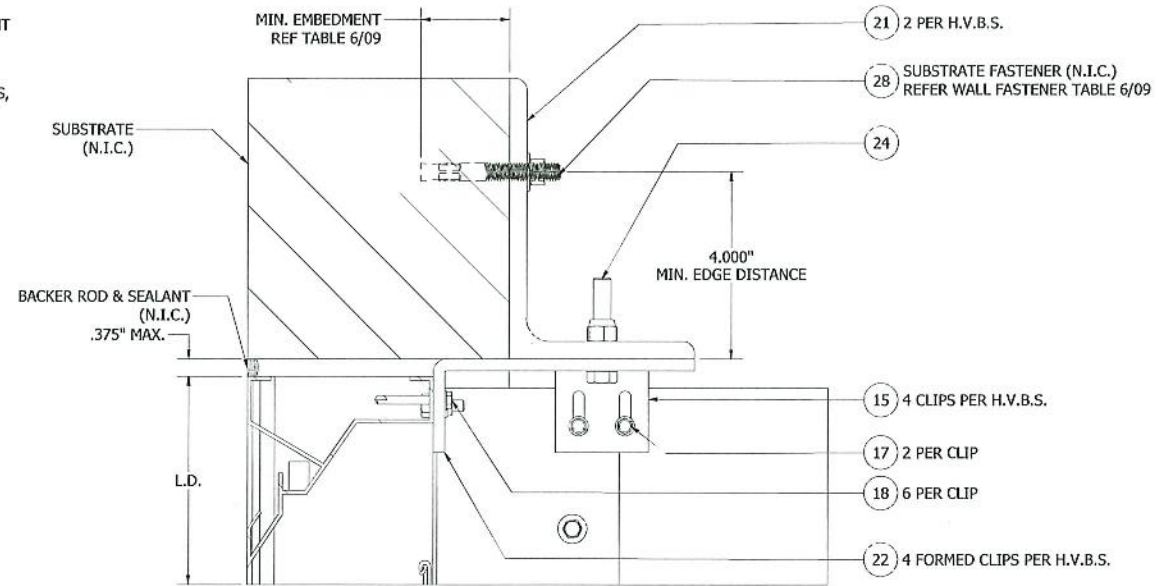 NT
S,
MIN. EMBEDMENT
REF TABLE 6/09
SUBSTRATE
(N.I.C.)
BACKER ROD & SEALANT
(N.I.C.)
.375" MAX.
L.D.
4.000"
MIN. EDGE DISTANCE
21 2 PER H.V.B.S.
28 SUBSTRATE FASTENER (N.I.C.)
REFER WALL FASTENER TABLE 6/09
24
15 4 CLIPS PER H.V.B.S.
17 2 PER CLIP
18 6 PER CLIP
22 4 FORMED CLIPS PER H.V.B.S.